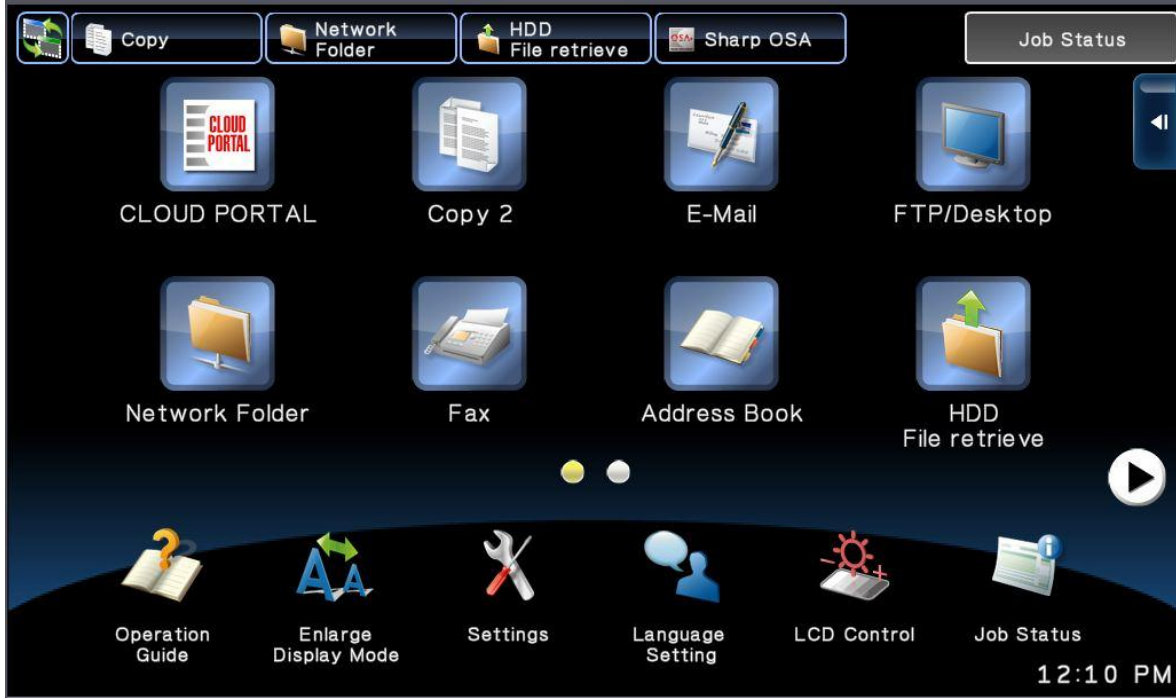 Copy
Network
Folder
HDD
File retrieve
OSA
Sharp OSA
Job Status
CLOUD
PORTAL
CLOUD PORTAL
Copy 2
E-Mail
FTP/Desktop
Network Folder
Fax
Address Book
HDD
File retrieve
Operation
Guide
Enlarge
Display Mode
Settings
Language
Setting
LCD Control
Job Status
12:10 PM